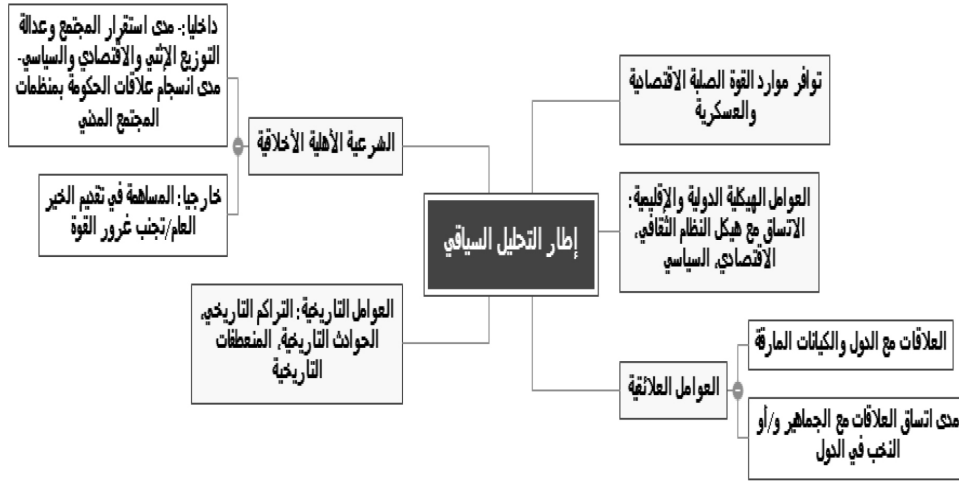 إطار التحليل السياقي
توافر موارد القوة الصلبة الاقتصادية
والعسكرية
العوامل الهيكلية الدولية والإقليمية:
الاتساق مع هيكل النظام الثقافي،
الاقتصادي، السياسي
العوامل العلائقية
العلاقات مع الدول والكيانات المارقة
مدى اتساق العلاقات مع الجماهير و/أو
النخب في الدول
الشرعية الأهلية الأخلاقية
داخليا:- مدى استقرار المجتمع وعدالة
التوزيع الإثني والاقتصادي والسياسي-
مدى انسجام علاقات الحكومة بمنظمات
المجتمع المدني
خارجيا: المساهمة في تقديم الخير
العام/تجنب غرور القوة
العوامل التاريخية: التراكم التاريخي،
الحوادث التاريخية، المنعطفات
التاريخية